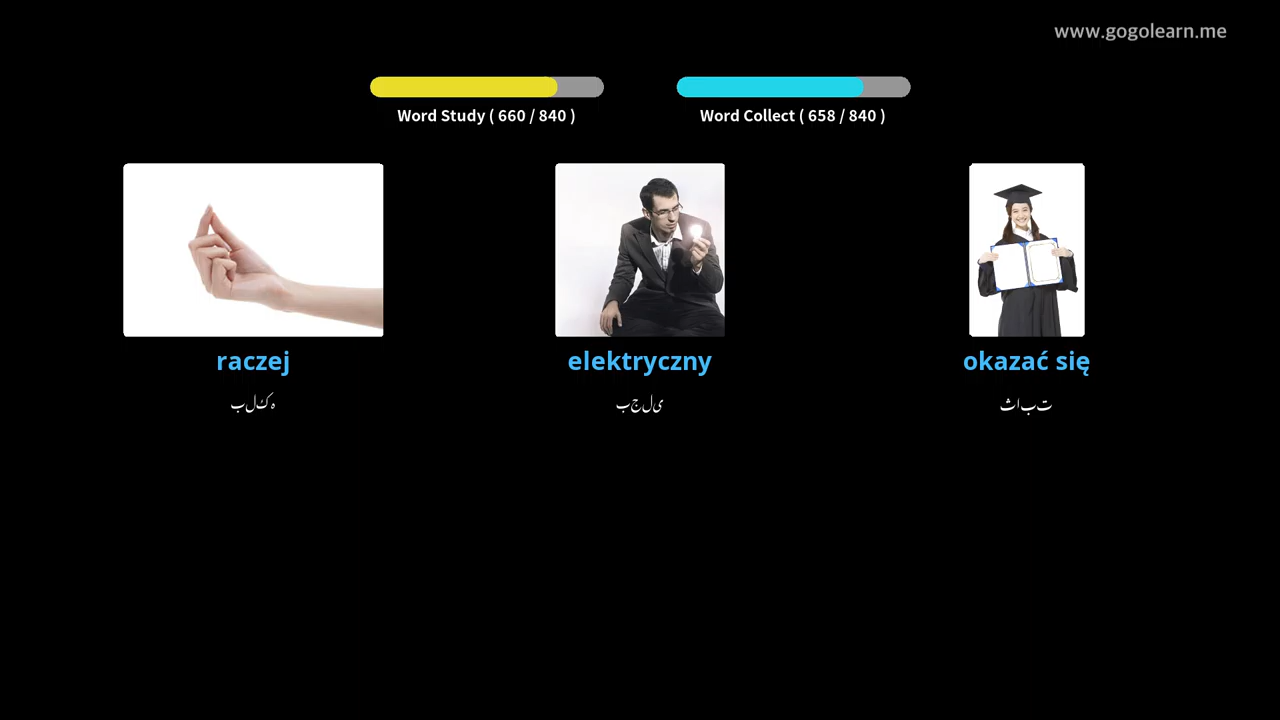 www.gogolearn.me
Word Study ( 660 / 840 )
Word Collect ( 658 / 840 )
raczej
بلکہ
elektryczny
بجلی
okazać się
ثابت